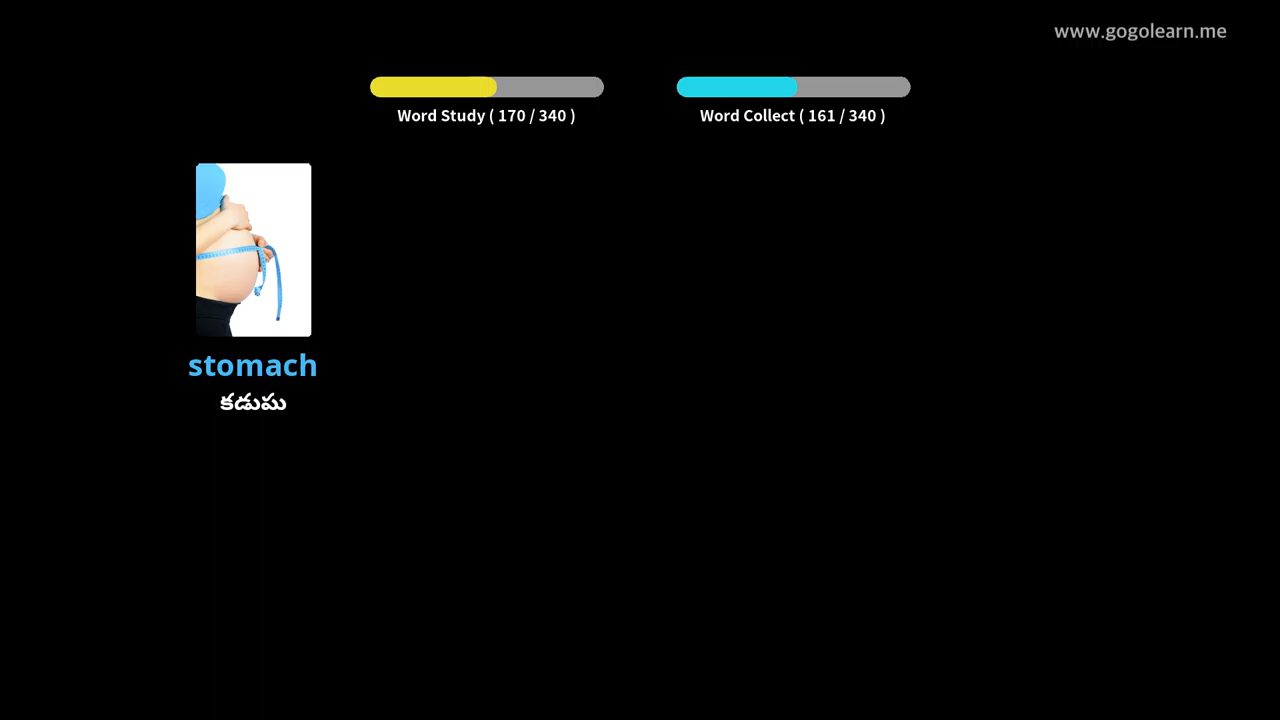 www.gogolearn.me
Word Study ( 170 / 340 )
Word Collect ( 161 / 340 )
stomach
కడుపు